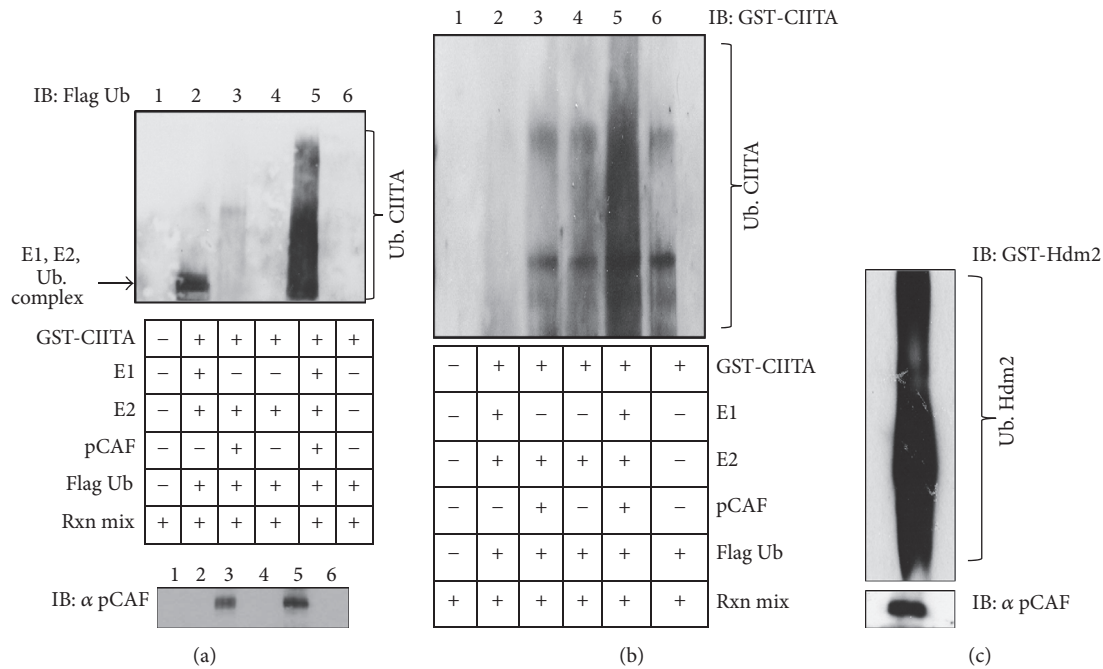 IB: Flag Ub 1 2 3 4 5 6
E1, E2,
Ub.
complex
Ub. CIITA
GST-CIITA − + + + + +
E1 − + − − + −
E2 − + + + + −
pCAF − − + − + −
Flag Ub − + + + + +
Rxn mix + + + + + +
1 2 3 4 5 6
IB: α pCAF
(a)
1 2 3 4 5 6 IB: GST-CIITA
Ub. CIITA
− + + + + + GST-CIITA
− + − − + − E1
− + + + + − E2
− − + − + − pCAF
− + + + + + Flag Ub
+ + + + + + Rxn mix
(b)
IB: GST-Hdm2
Ub. Hdm2
IB: α pCAF
(c)